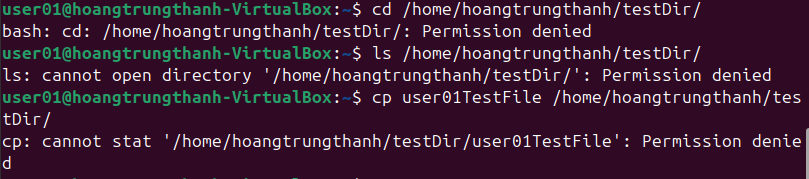 user01@hoangtrungthanh-VirtualBox:~$ cd /home/hoangtrungthanh/testDir/
bash: cd: /home/hoangtrungthanh/testDir/: Permission denied
user01@hoangtrungthanh-VirtualBox:~$ ls /home/hoangtrungthanh/testDir/
ls: cannot open directory '/home/hoangtrungthanh/testDir/': Permission denied
user01@hoangtrungthanh-VirtualBox:~$ cp user01TestFile /home/hoangtrungthanh/tes
tDir/
cp: cannot stat '/home/hoangtrungthanh/testDir/user01TestFile': Permission denie
d